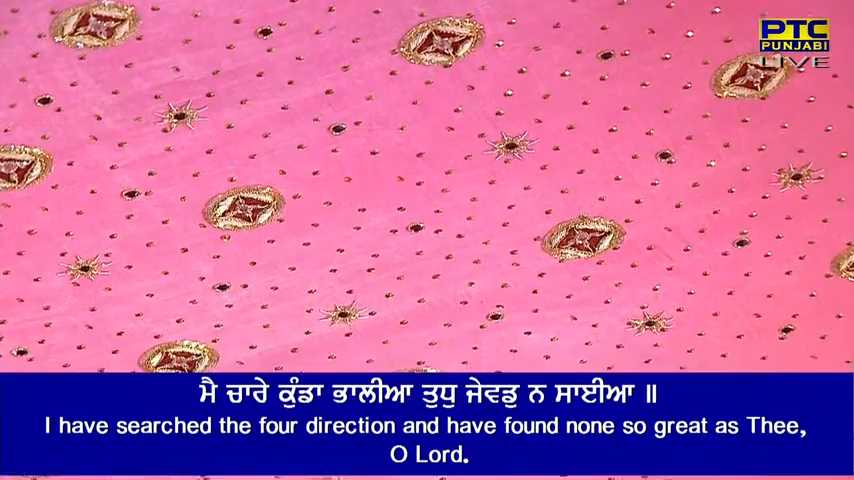 PTC
PUNJABI
LIVE
ਮੈ ਚਾਰੇ ਕੁੰਡਾ ਭਾਲੀਆ ਤੁਧੁ ਜੇਵਡੁ ਨ ਸਾਈਆ ॥
I have searched the four direction and have found none so great as Thee,
O Lord.